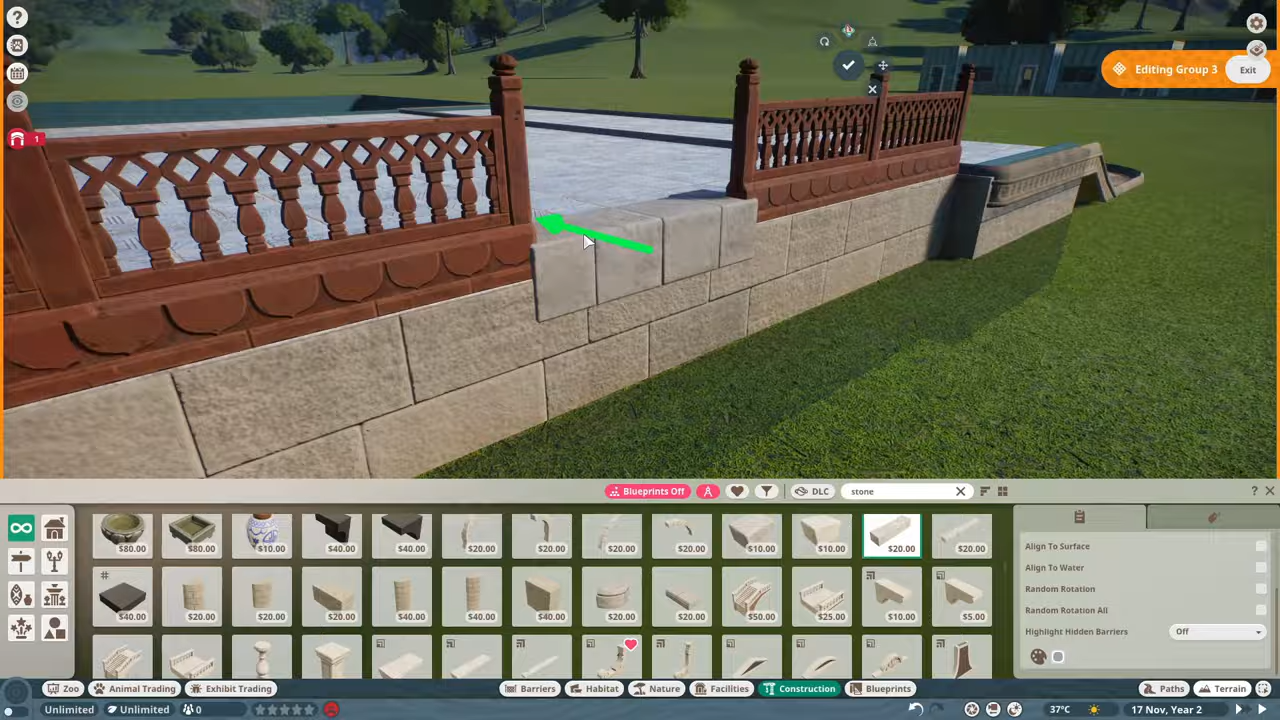 ?
Editing Group 3
Exit
1
Blueprints Off
DLC
stone
? 
$80.00 $80.00 $10.00 $40.00 $40.00 $20.00 $20.00 $20.00 $20.00 $10.00 $10.00 $20.00 $20.00
$40.00 $20.00 $20.00 $20.00 $40.00 $40.00 $40.00 $20.00 $20.00 $50.00 $25.00 $10.00 $5.00
Align To Surface
Align To Water
Random Rotation
Random Rotation All
Highlight Hidden Barriers
Off
Zoo
Animal Trading
Exhibit Trading
Barriers
Habitat
Nature
Facilities
Construction
Blueprints
Paths
Terrain
Unlimited
Unlimited
0
37°C
17 Nov, Year 2